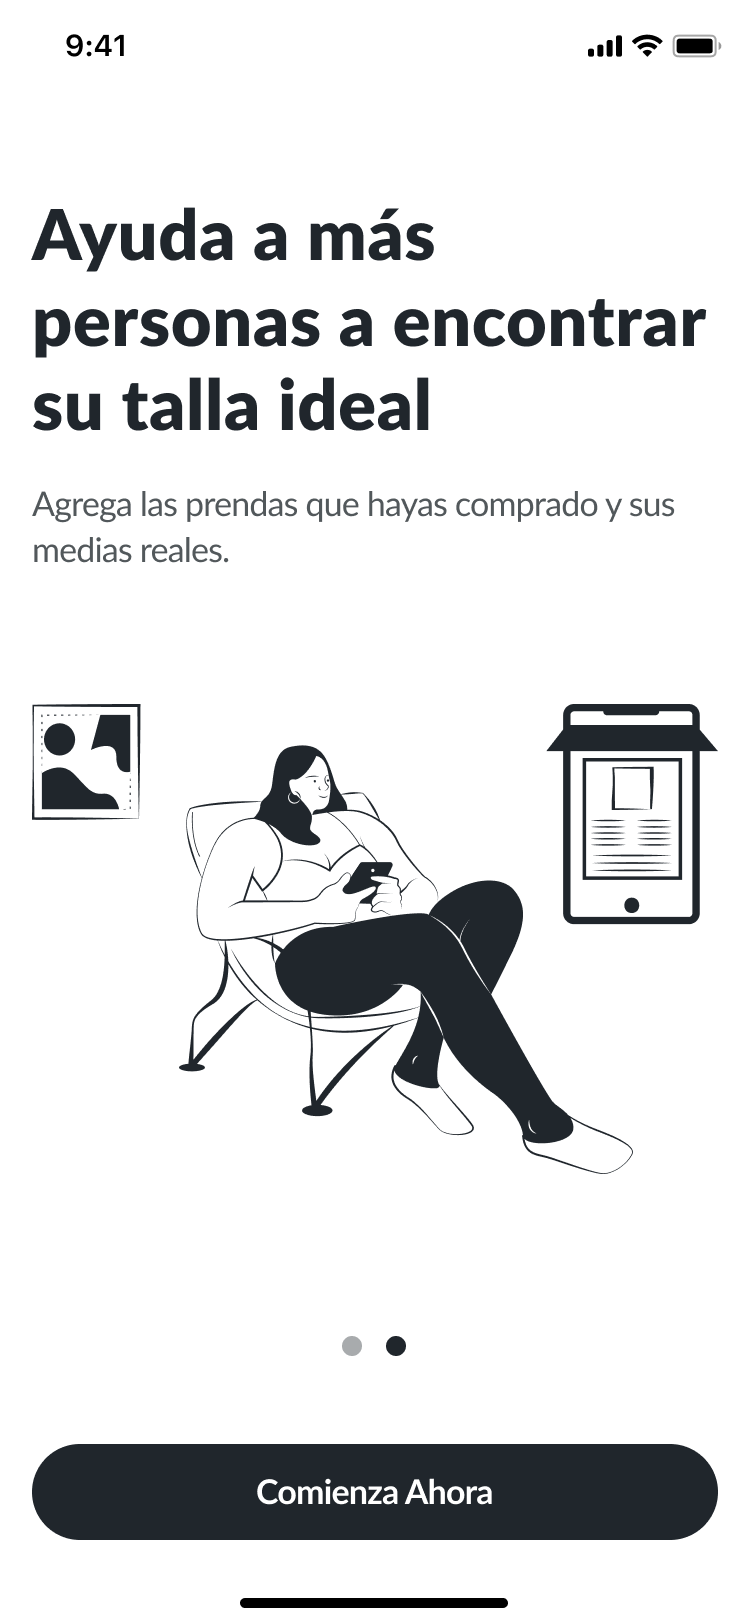 9:41
Ayuda a más
personas a encontrar
su talla ideal
Agrega las prendas que hayas comprado y sus
medias reales.
Comienza Ahora